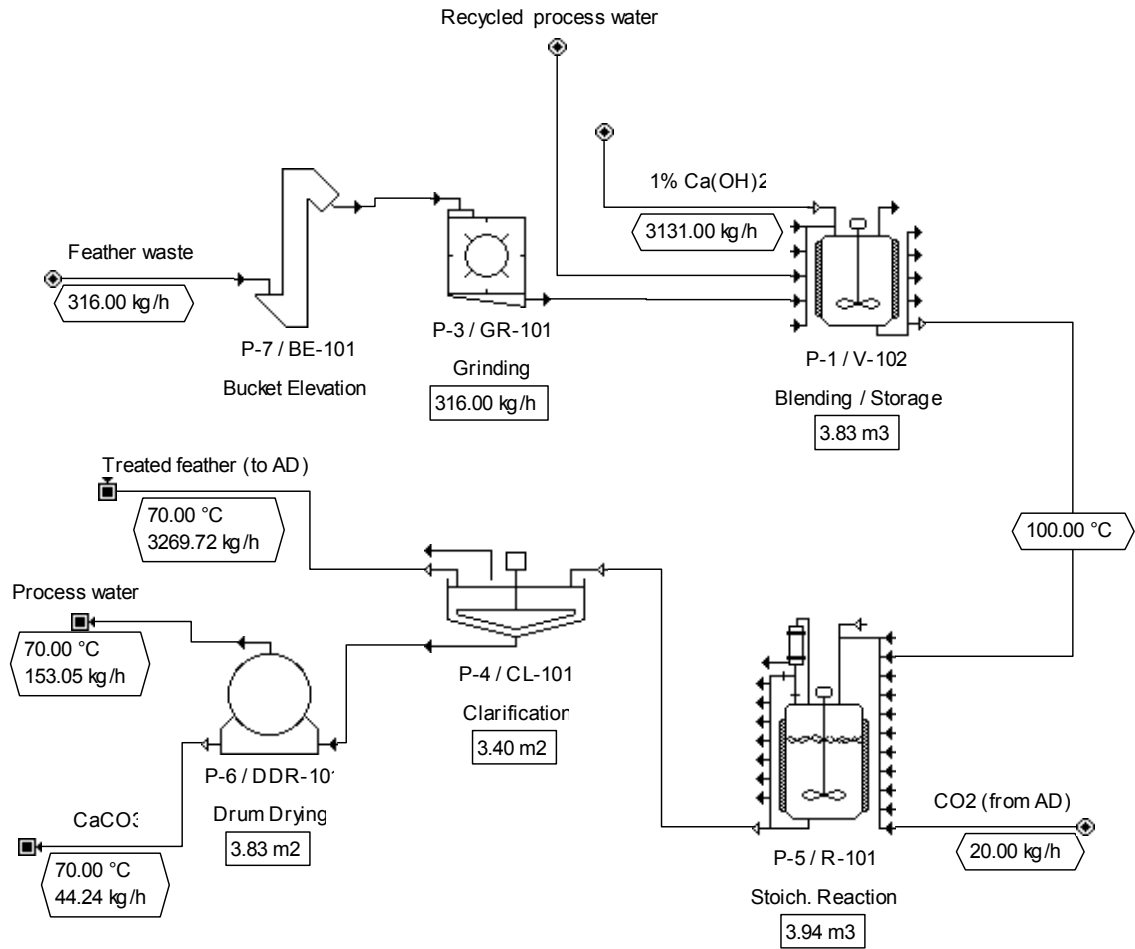 Recycled process water
1% Ca(OH)2
3131.00 kg/h
Feather waste
316.00 kg/h
P-7 / BE-101
Bucket Elevation
P-3 / GR-101
Grinding
316.00 kg/h
P-1 / V-102
Blending / Storage
3.83 m3
Treated feather (to AD)
70.00 °C
3269.72 kg/h
100.00 °C
Process water
70.00 °C
153.05 kg/h
P-4 / CL-101
Clarification
3.40 m2
P-6 / DDR-101
Drum Drying
3.83 m2
CaCO3
70.00 °C
44.24 kg/h
CO2 (from AD)
20.00 kg/h
P-5 / R-101
Stoich. Reaction
3.94 m3